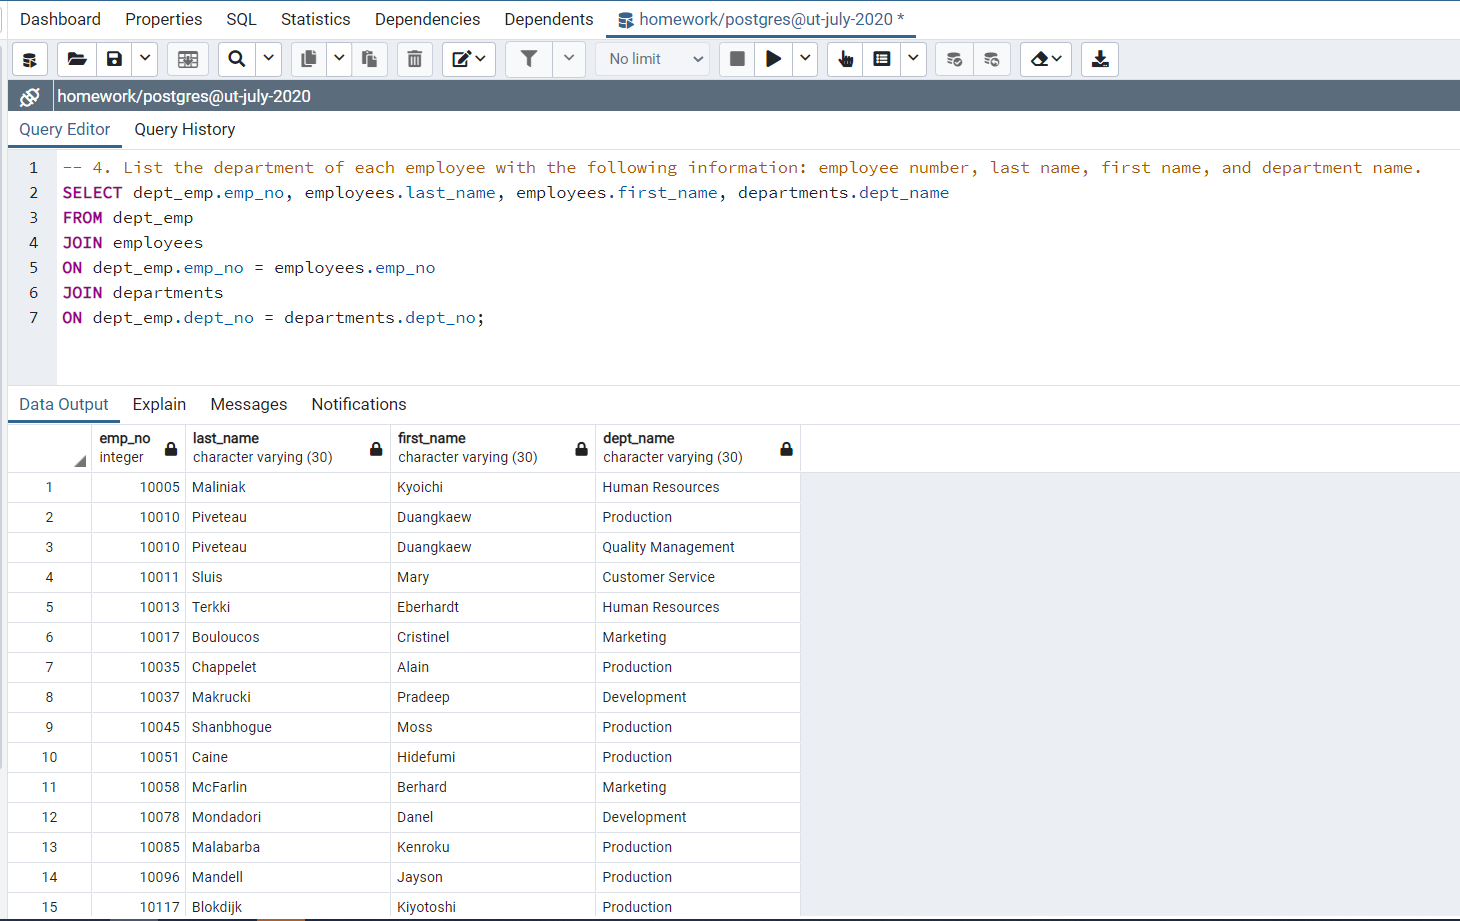 Dashboard Properties SQL Statistics Dependencies Dependents homework/postgres@ut-july-2020 *
No limit
homework/postgres@ut-july-2020
Query Editor Query History
1 -- 4. List the department of each employee with the following information: employee number, last name, first name, and department name.
2 SELECT dept_emp.emp_no, employees.last_name, employees.first_name, departments.dept_name
3 FROM dept_emp
4 JOIN employees
5 ON dept_emp.emp_no = employees.emp_no
6 JOIN departments
7 ON dept_emp.dept_no = departments.dept_no;
Data Output Explain Messages Notifications
emp_no last_name first_name dept_name
integer character varying (30) character varying (30) character varying (30)
1 10005 Maliniak Kyoichi Human Resources
2 10010 Piveteau Duangkaew Production
3 10010 Piveteau Duangkaew Quality Management
4 10011 Sluis Mary Customer Service
5 10013 Terkki Eberhardt Human Resources
6 10017 Bouloucos Cristinel Marketing
7 10035 Chappelet Alain Production
8 10037 Makrucki Pradeep Development
9 10045 Shanbhogue Moss Production
10 10051 Caine Hidefumi Production
11 10058 McFarlin Berhard Marketing
12 10078 Mondadori Danel Development
13 10085 Malabarba Kenroku Production
14 10096 Mandell Jayson Production
15 10117 Blokdijk Kiyotoshi Production